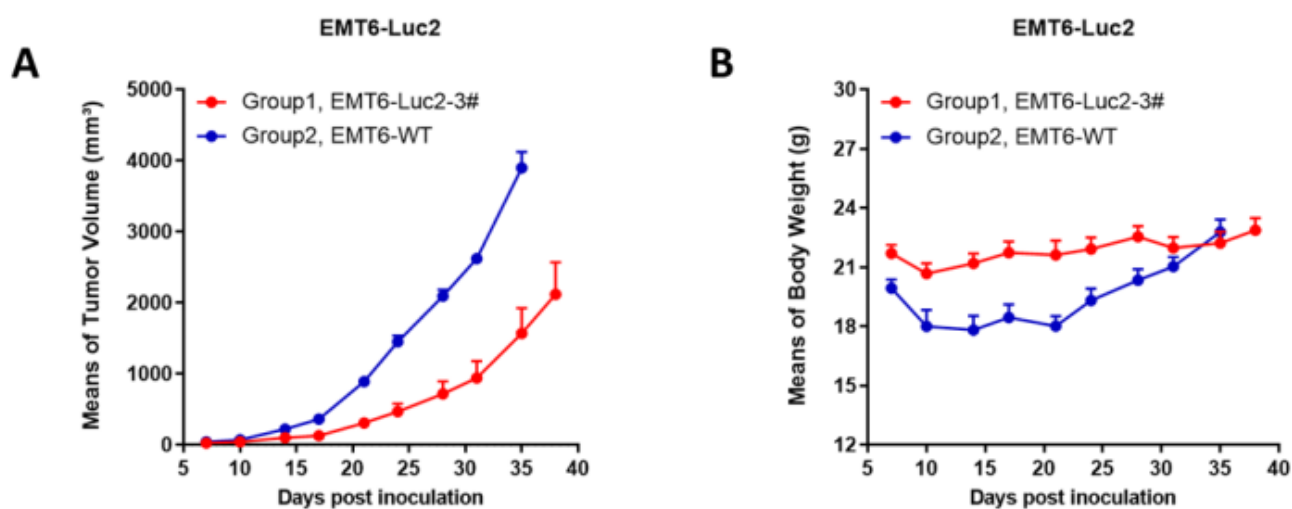 EMT6-Luc2
A
Group1, EMT6-Luc2-3#
Group2, EMT6-WT
Means of Tumor Volume (mm³)
5000
4000
3000
2000
1000
0
5 10 15 20 25 30 35 40
Days post inoculation
EMT6-Luc2
B
Group1, EMT6-Luc2-3#
Group2, EMT6-WT
Means of Body Weight (g)
30
27
24
21
18
15
12
5 10 15 20 25 30 35 40
Days post inoculation